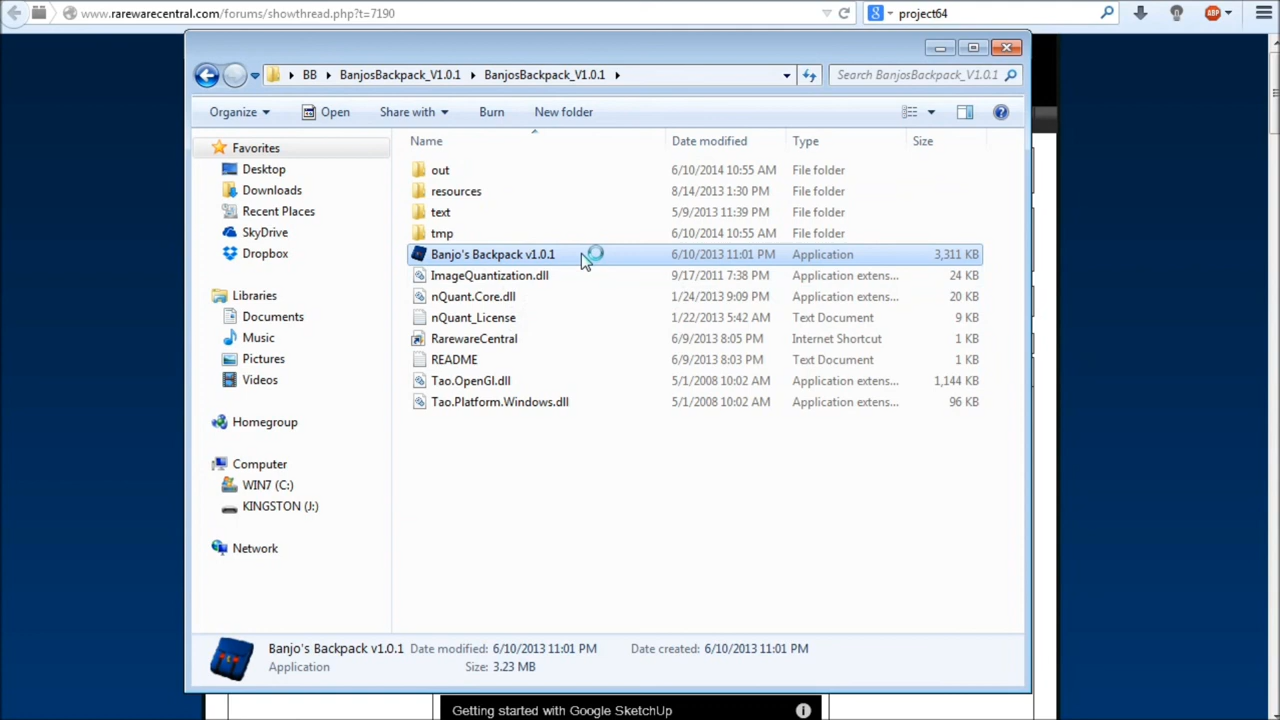 www.rarewarecentral.com/forums/showthread.php?t=7190
project64
ABP
BB BanjosBackpack_V1.0.1 BanjosBackpack_V1.0.1
Search BanjosBackpack_V1.0.1
Organize Open Share with Burn New folder
Name Date modified Type Size
Favorites
Desktop
Downloads
Recent Places
SkyDrive
Dropbox
Libraries
Documents
Music
Pictures
Videos
Homegroup
Computer
WIN7 (C:)
KINGSTON (J:)
Network
out 6/10/2014 10:55 AM File folder
resources 8/14/2013 1:30 PM File folder
text 5/9/2013 11:39 PM File folder
tmp 6/10/2014 10:55 AM File folder
Banjo's Backpack v1.0.1 6/10/2013 11:01 PM Application 3,311 KB
ImageQuantization.dll 9/17/2011 7:38 PM Application extens... 24 KB
nQuant.Core.dll 1/24/2013 9:09 PM Application extens... 20 KB
nQuant_License 1/22/2013 5:42 AM Text Document 9 KB
RarewareCentral 6/9/2013 8:05 PM Internet Shortcut 1 KB
README 6/9/2013 8:03 PM Text Document 1 KB
Tao.OpenGl.dll 5/1/2008 10:02 AM Application extens... 1,144 KB
Tao.Platform.Windows.dll 5/1/2008 10:02 AM Application extens... 96 KB
Banjo's Backpack v1.0.1 Date modified: 6/10/2013 11:01 PM Date created: 6/10/2013 11:01 PM
Application Size: 3.23 MB
Getting started with Google SketchUp